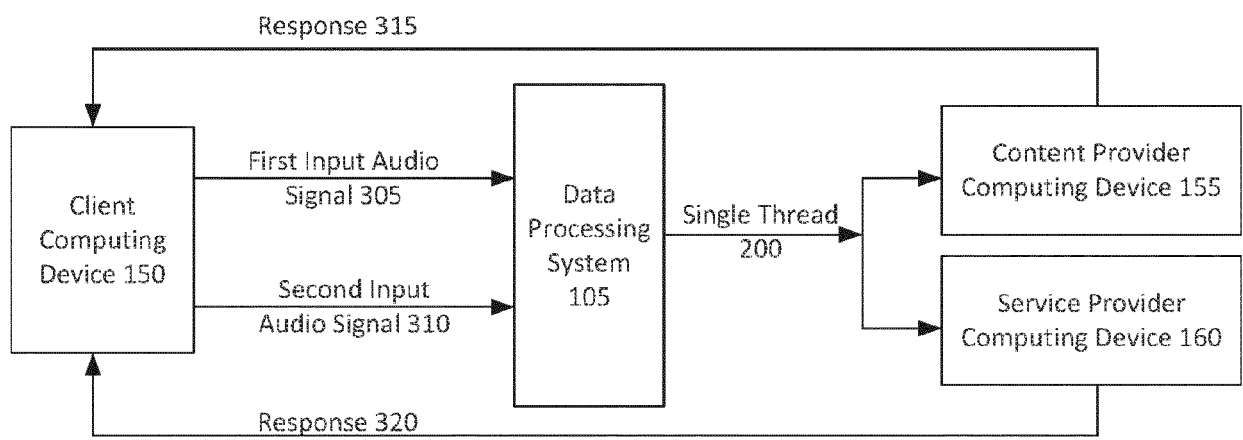 Response 315
First Input Audio
Signal 305
Client
Computing
Device 150
Second Input
Audio Signal 310
Data
Processing
System
105
Single Thread
200
Content Provider
Computing Device 155
Service Provider
Computing Device 160
Response 320